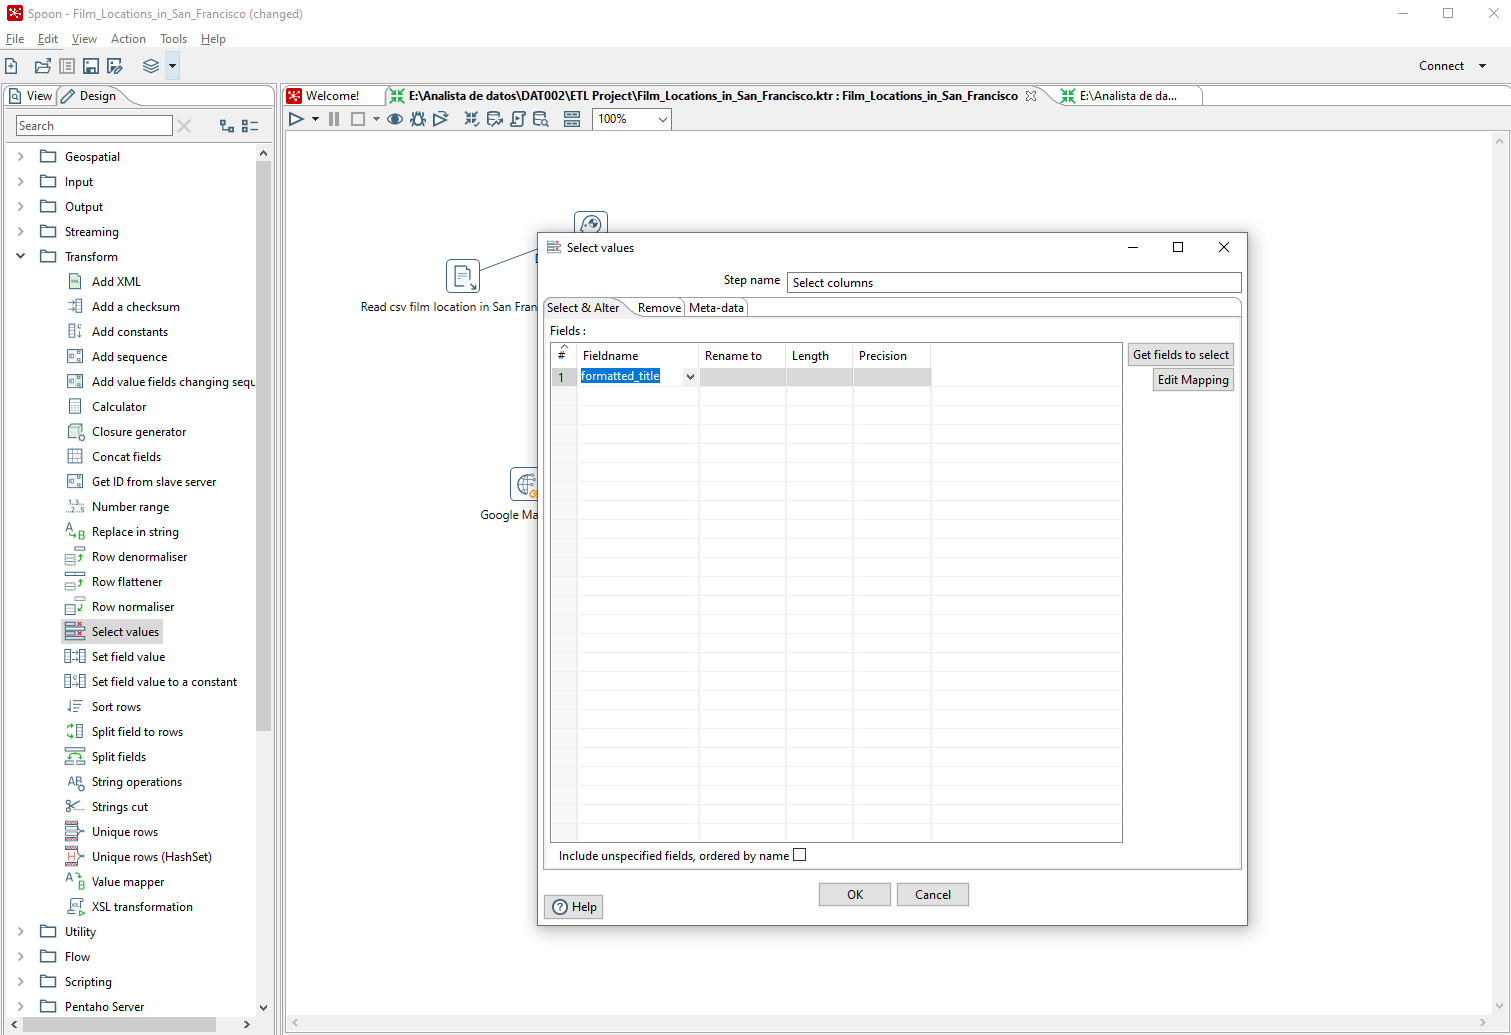 Spoon - Film_Locations_in_San_Francisco (changed)
File Edit View Action Tools Help
Connect
View Design
Welcome! E:\Analista de datos\DAT002\ETL Project\Film_Locations_in_San_Francisco.ktr : Film_Locations_in_San_Francisco E:\Analista de da...
Search
100%
Geospatial
Input
Output
Streaming
Transform
Add XML
Add a checksum
Add constants
Add sequence
Add value fields changing sequ
Calculator
Closure generator
Concat fields
Get ID from slave server
Number range
Replace in string
Row denormaliser
Row flattener
Row normaliser
Select values
Set field value
Set field value to a constant
Sort rows
Split field to rows
Split fields
String operations
Strings cut
Unique rows
Unique rows (HashSet)
Value mapper
XSL transformation
Utility
Flow
Scripting
Pentaho Server
Read csv film location in San Fran
Google Ma
Select values
Step name Select columns
Select & Alter Remove Meta-data
Fields :
# Fieldname Rename to Length Precision
1 formatted_title
Get fields to select
Edit Mapping
Include unspecified fields, ordered by name
OK Cancel
Help